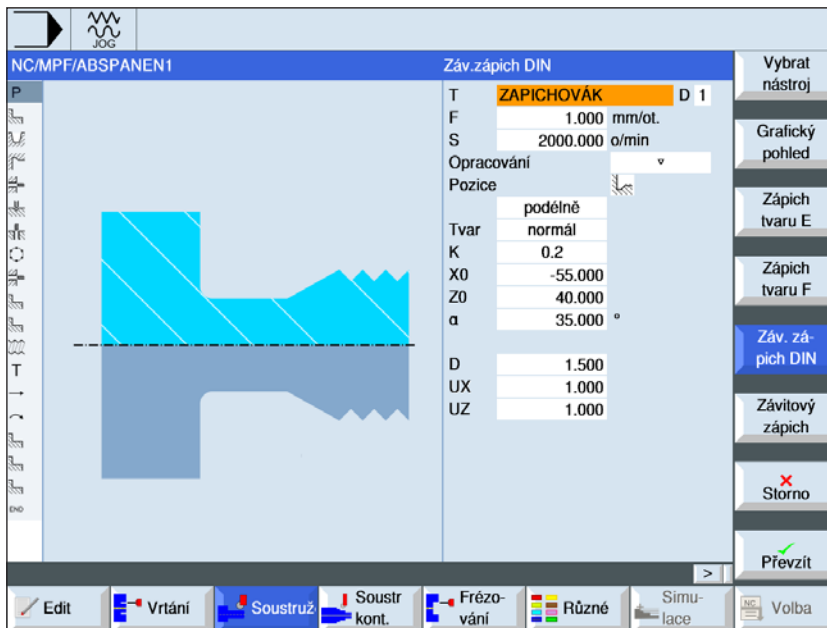 JOG
NC/MPF/ABSPANEN1
Záv.zápich DIN
P
T
END
T ZAPICHOVÁK D 1
F 1.000 mm/ot.
S 2000.000 o/min
Opracování ▿
Pozice
podélně
Tvar normál
K 0.2
X0 -55.000
Z0 40.000
α 35.000 °
D 1.500
UX 1.000
UZ 1.000
Vybrat
nástroj
Grafický
pohled
Zápich
tvaru E
Zápich
tvaru F
Záv. zá-
pich DIN
Závitový
zápich
Storno
Převzít
>
Edit
Vrtání
Soustruž
Soustr
kont.
Frézo-
vání
Různé
Simu-
lace
NC
Volba